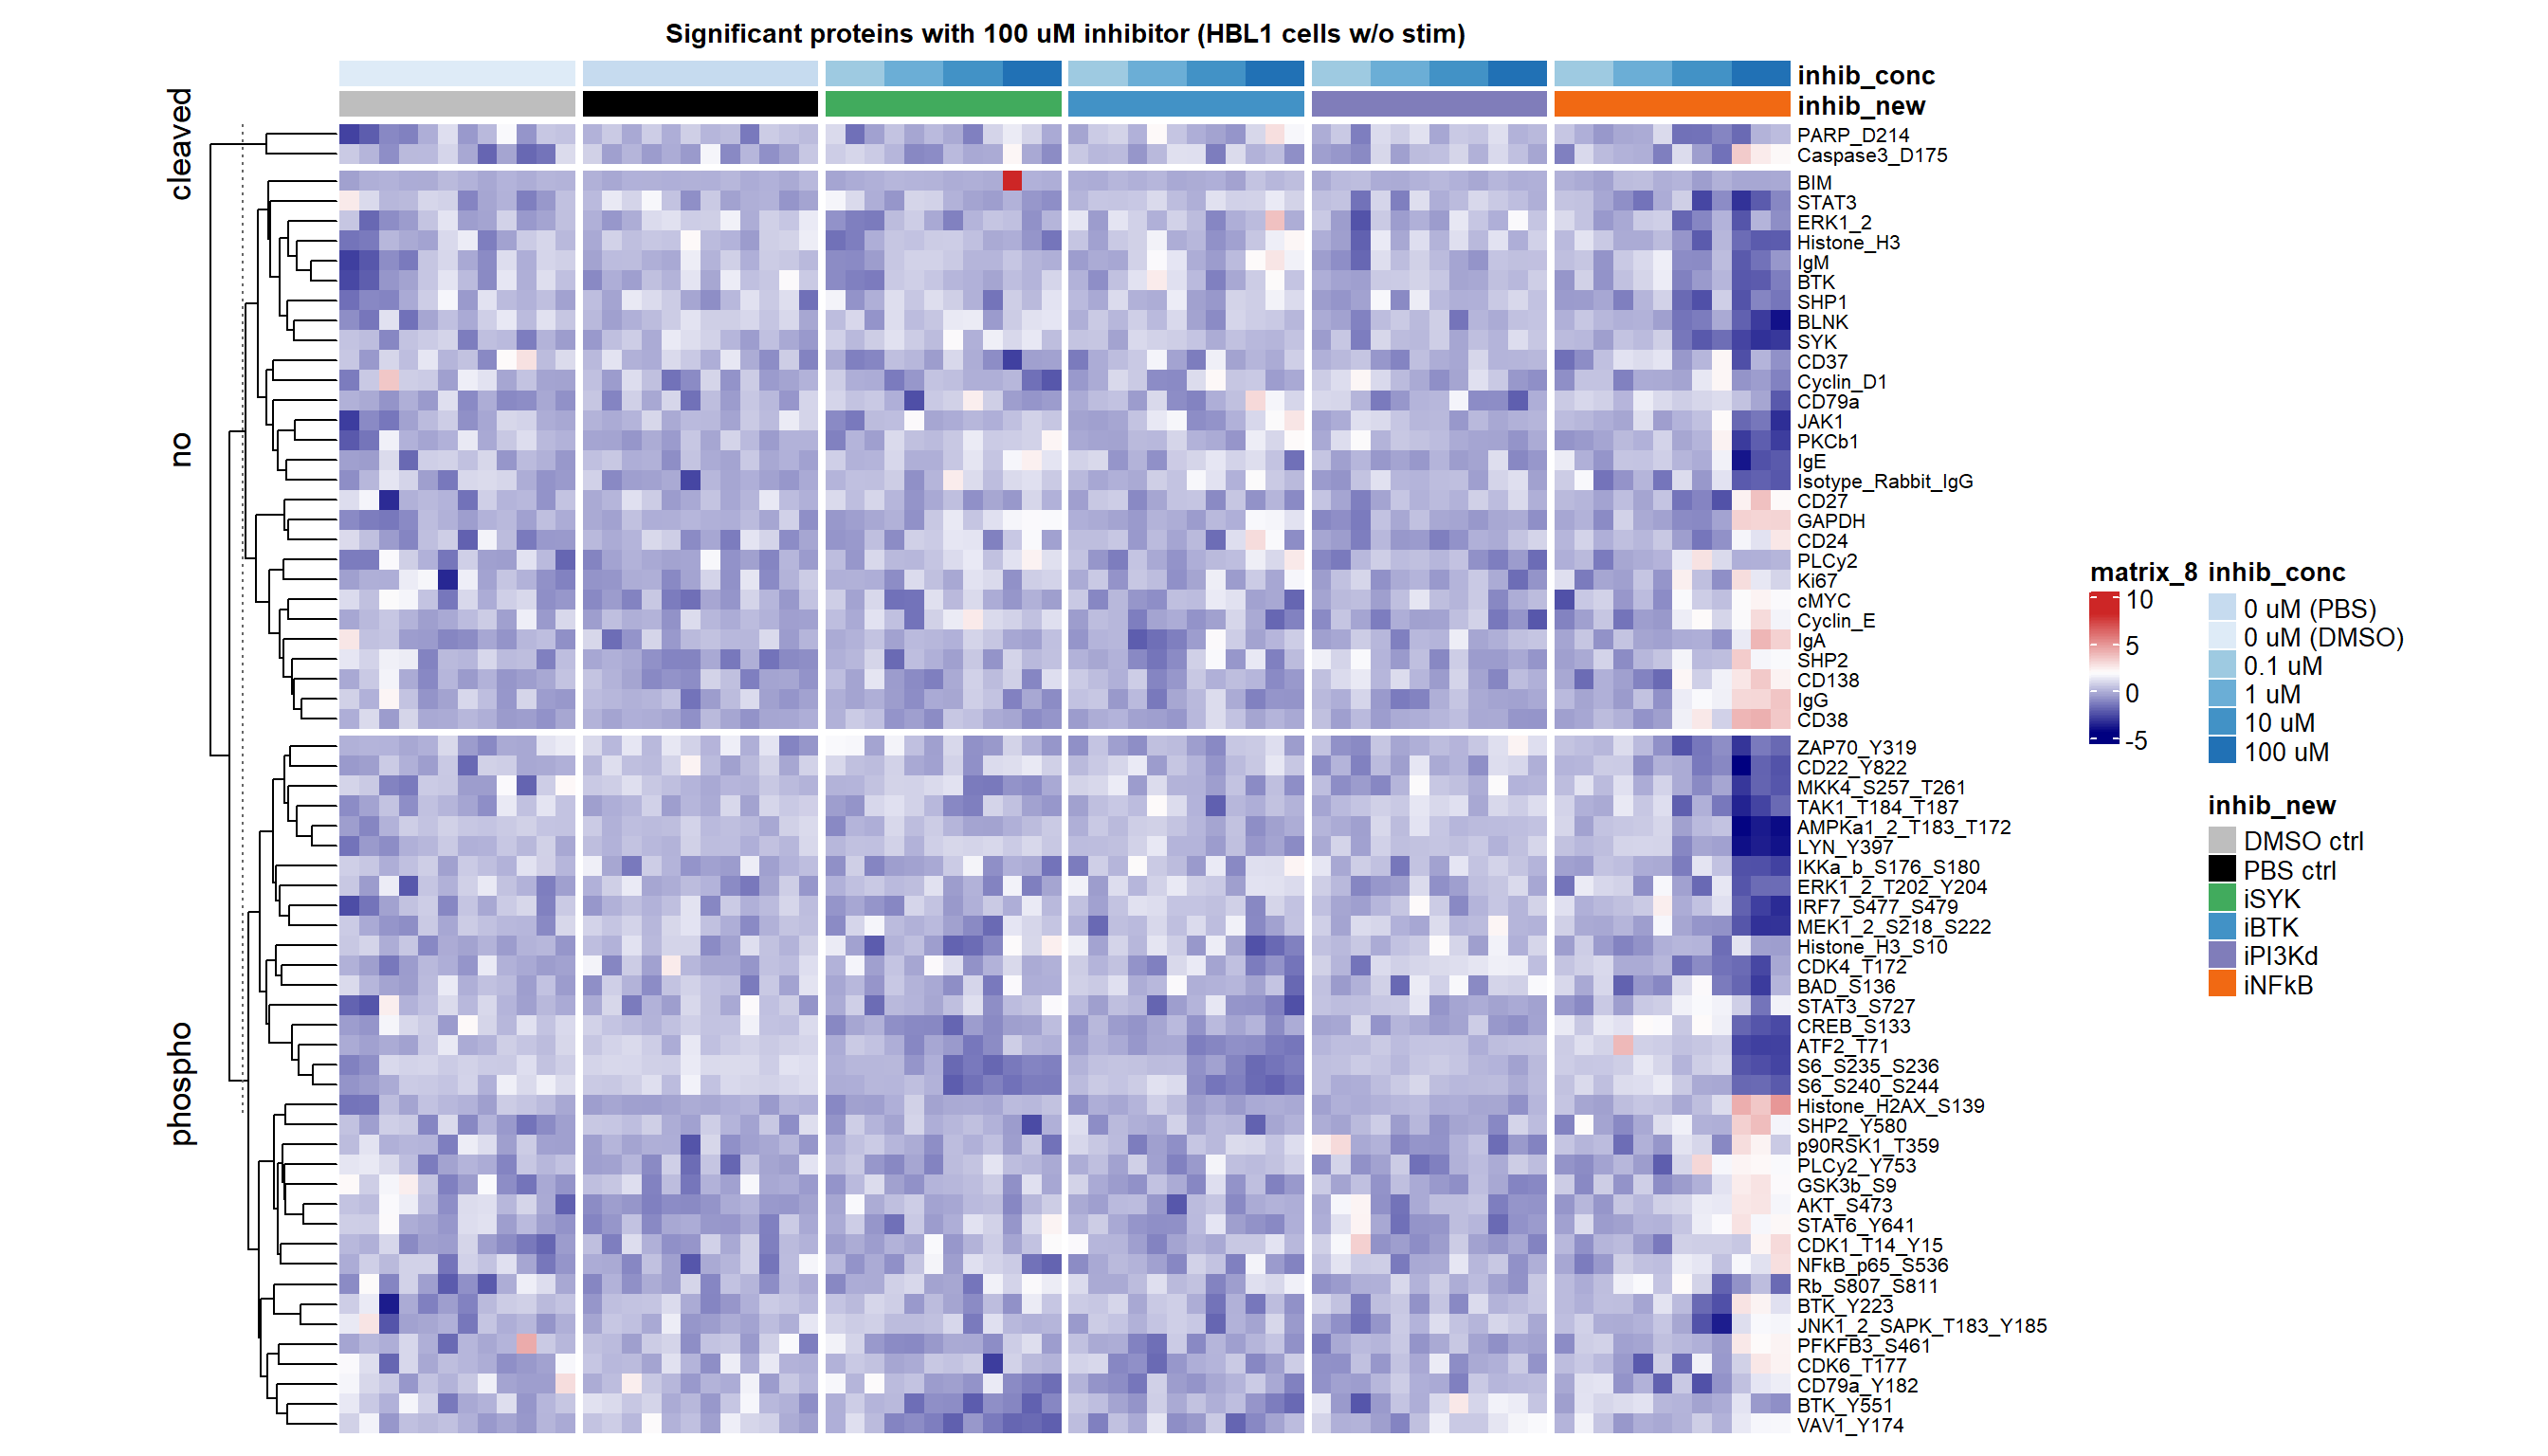 Significant proteins with 100 uM inhibitor (HBL1 cells w/o stim)
inhib_conc
inhib_new
cleaved
PARP_D214
Caspase3_D175
no
BIM
STAT3
ERK1_2
Histone_H3
IgM
BTK
SHP1
BLNK
SYK
CD37
Cyclin_D1
CD79a
JAK1
PKCb1
IgE
Isotype_Rabbit_IgG
CD27
GAPDH
CD24
PLCy2
Ki67
cMYC
Cyclin_E
IgA
SHP2
CD138
IgG
CD38
phospho
ZAP70_Y319
CD22_Y822
MKK4_S257_T261
TAK1_T184_T187
AMPKa1_2_T183_T172
LYN_Y397
IKKa_b_S176_S180
ERK1_2_T202_Y204
IRF7_S477_S479
MEK1_2_S218_S222
Histone_H3_S10
CDK4_T172
BAD_S136
STAT3_S727
CREB_S133
ATF2_T71
S6_S235_S236
S6_S240_S244
Histone_H2AX_S139
SHP2_Y580
p90RSK1_T359
PLCy2_Y753
GSK3b_S9
AKT_S473
STAT6_Y641
CDK1_T14_Y15
NFkB_p65_S536
Rb_S807_S811
BTK_Y223
JNK1_2_SAPK_T183_Y185
PFKFB3_S461
CDK6_T177
CD79a_Y182
BTK_Y551
VAV1_Y174
matrix_8
10
5
0
-5
inhib_conc
0 uM (PBS)
0 uM (DMSO)
0.1 uM
1 uM
10 uM
100 uM
inhib_new
DMSO ctrl
PBS ctrl
iSYK
iBTK
iPI3Kd
iNFkB